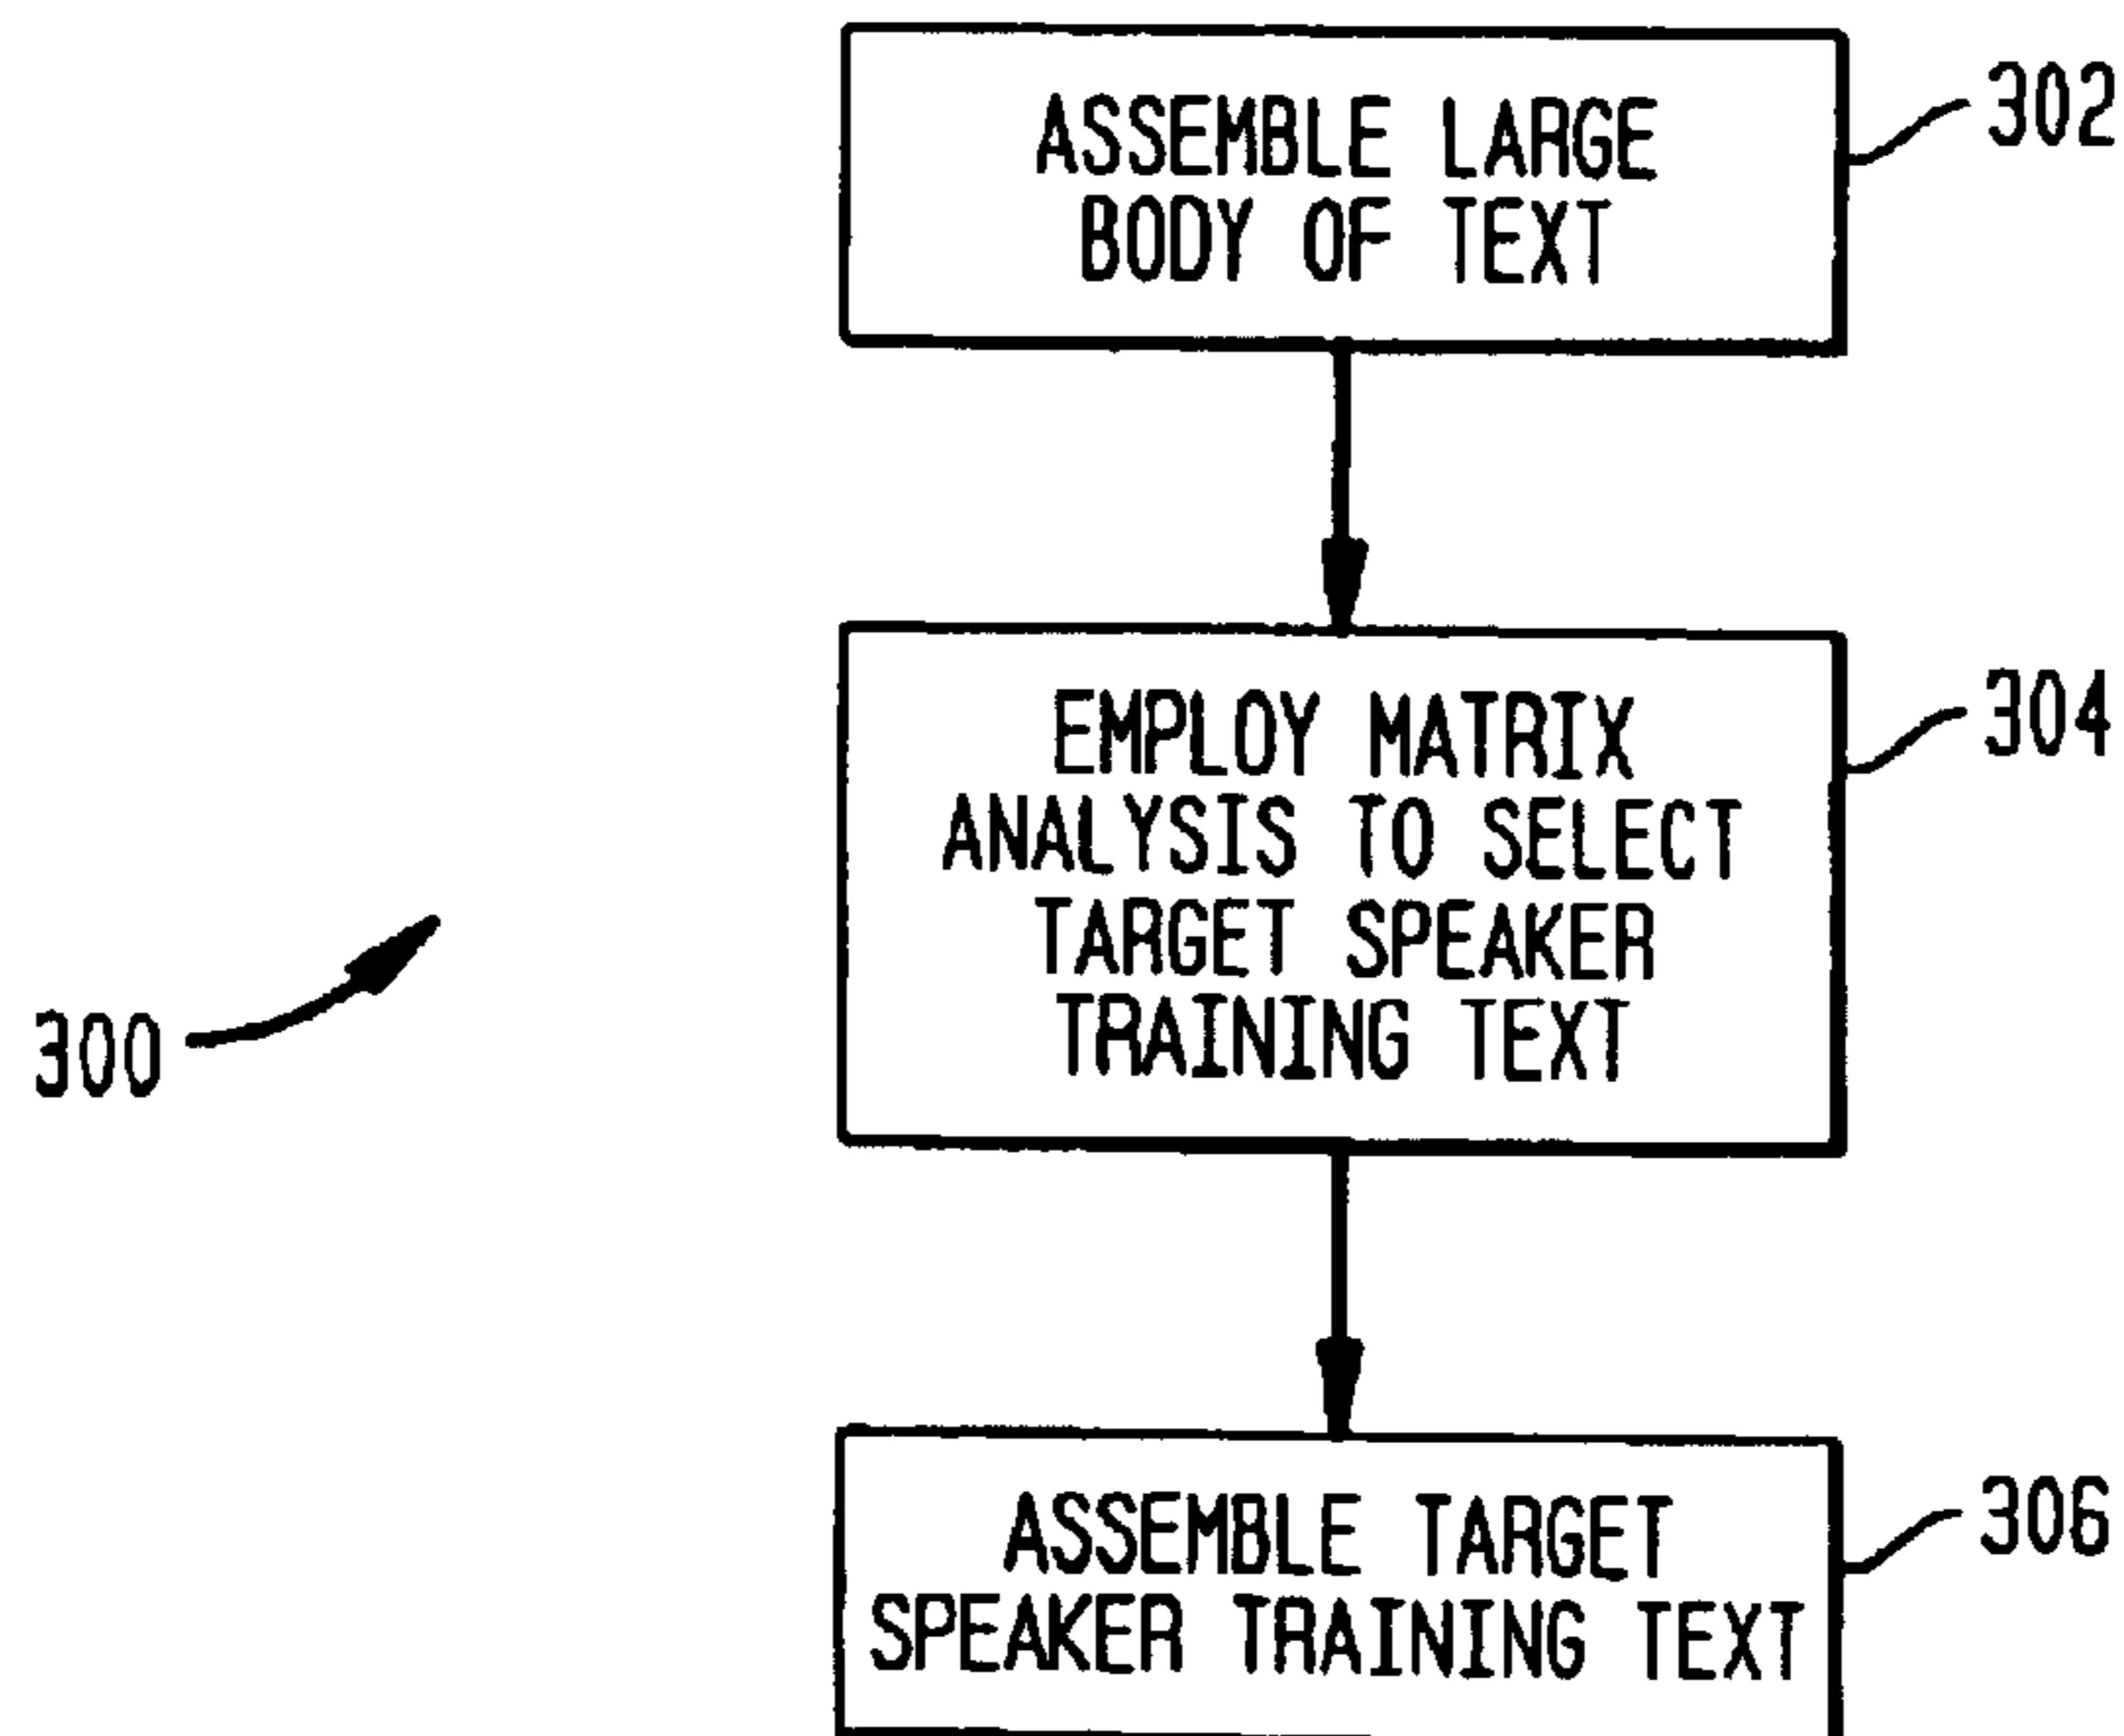 ASSEMBLE LARGE
BODY OF TEXT
302
EMPLOY MATRIX
ANALYSIS TO SELECT
TARGET SPEAKER
TRAINING TEXT
304
300
ASSEMBLE TARGET
SPEAKER TRAINING TEXT
306